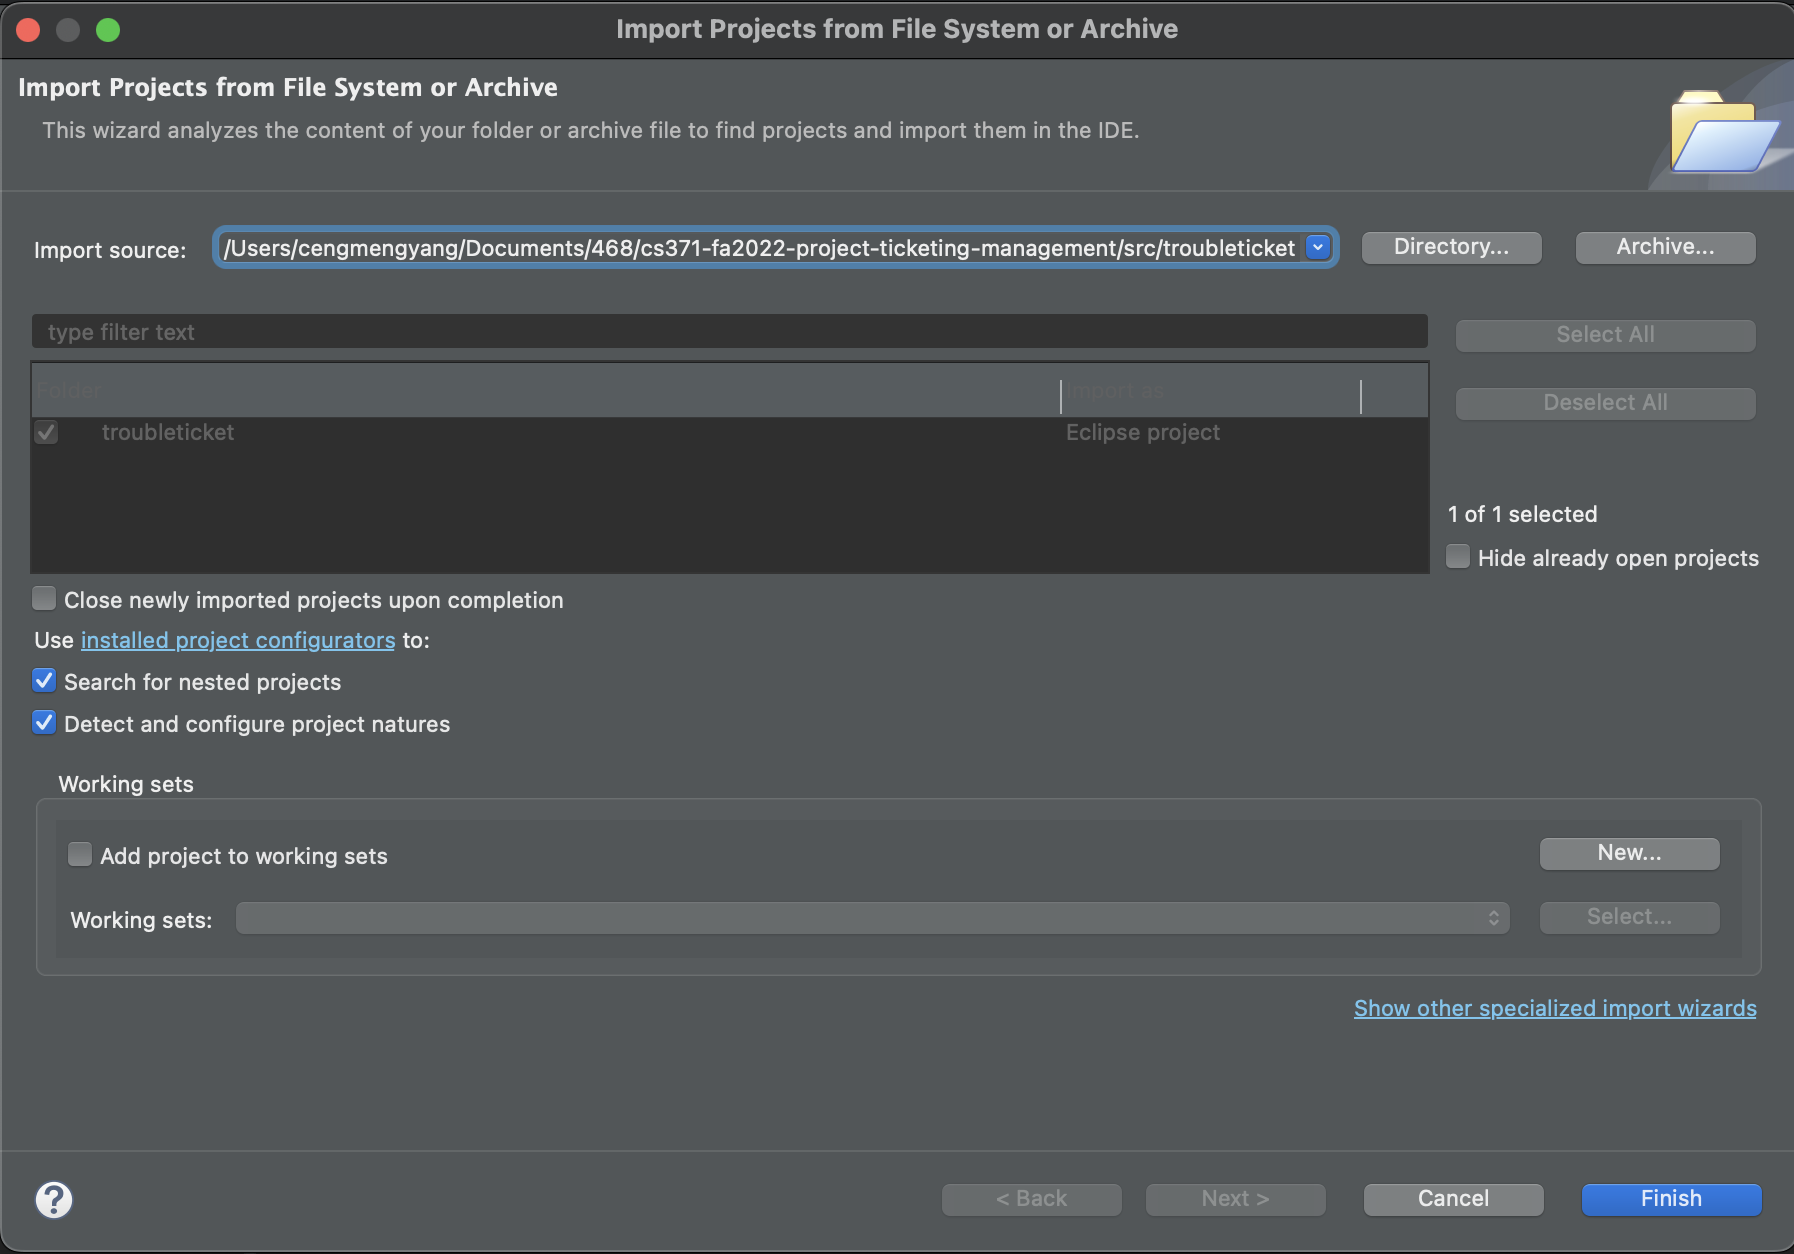 Import Projects from File System or Archive
Import Projects from File System or Archive
This wizard analyzes the content of your folder or archive file to find projects and import them in the IDE.
Import source: /Users/cengmengyang/Documents/468/cs371-fa2022-project-ticketing-management/src/troubleticket Directory... Archive...
type filter text Select All
Folder Import as
Deselect All
troubleticket Eclipse project
1 of 1 selected
Hide already open projects
Close newly imported projects upon completion
Use installed project configurators to:
Search for nested projects
Detect and configure project natures
Working sets
Add project to working sets New...
Working sets: Select...
Show other specialized import wizards
? < Back Next > Cancel Finish